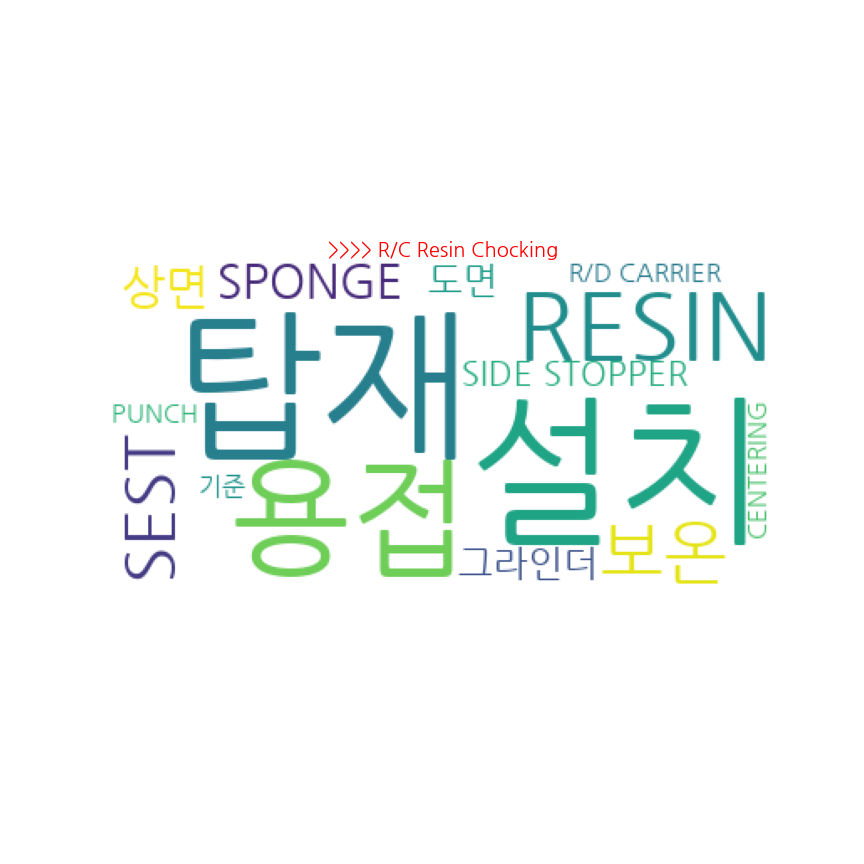 >>>> R/C Resin Chocking
상면 SPONGE 도면 R/D CARRIER
RESIN
탑재
SIDE STOPPER
PUNCH
설치
CENTERING
SEST
기준
용접
보온
그라인더